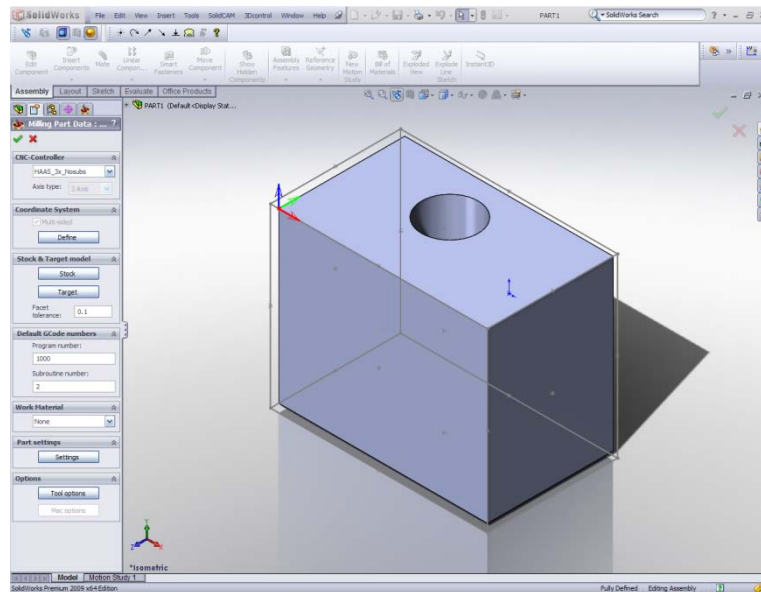 SolidWorks File Edit View Insert Tools SolidCAM 3Dcontrol Window Help PART1 SolidWorks Search
Edit Component
Insert Components
Mate
Linear Compon...
Smart Fasteners
Move Component
Show Hidden Components
Assembly Features
Reference Geometry
New Motion Study
Bill of Materials
Exploded View
Explode Line Sketch
Instant3D
Assembly Layout Sketch Evaluate Office Products
PART1 (Default<Display Stat...
Milling Part Data : ... ?
CNC-Controller
HAAS_3x_Nosubs
Axis type: 3 Axis
Coordinate System
Multi-sided
Define
Stock & Target model
Stock
Target
Facet tolerance: 0.1
Default GCode numbers
Program number:
1000
Subroutine number:
2
Work Material
None
Part settings
Settings
Options
Tool options
Mac options
*Isometric
Model Motion Study 1
SolidWorks Premium 2009 x64 Edition Fully Defined Editing Assembly